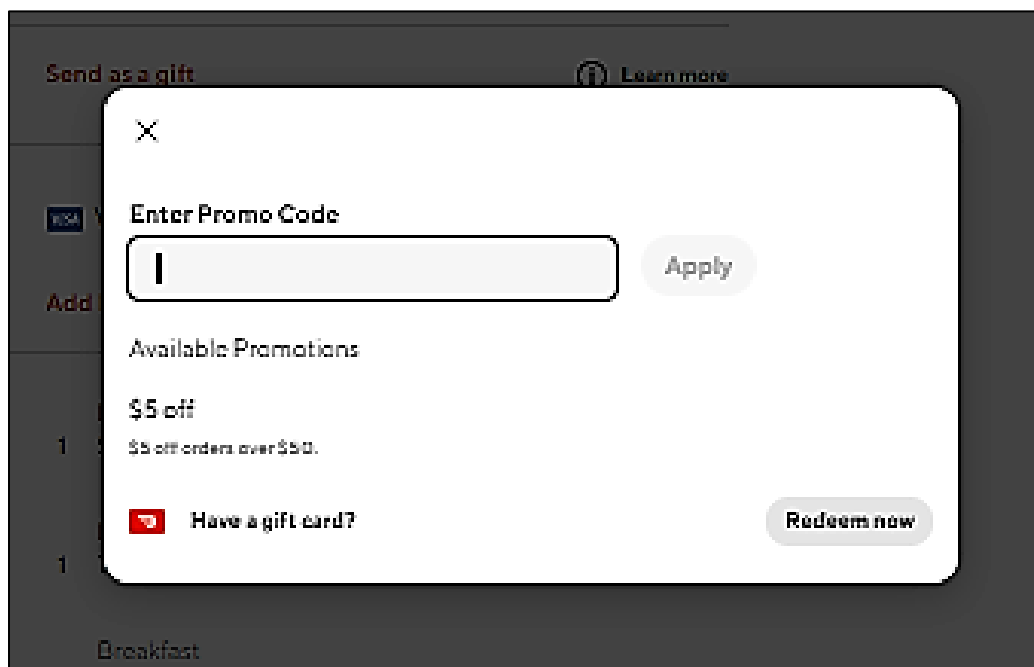 Send as a gift
Learn more
Enter Promo Code
Apply
VISA
Add
Available Promotions
$5 off
$5 off orders over $50.
1
Have a gift card?
Redeem now
1
Breakfast